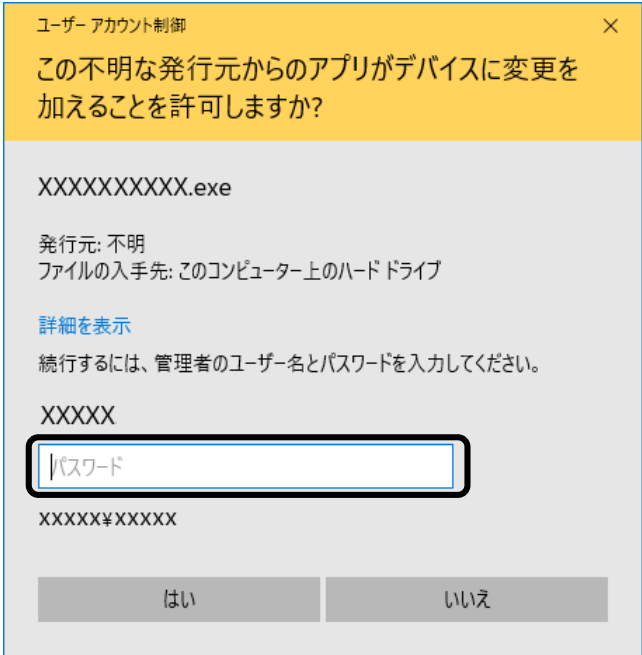 ユーザー アカウント制御
この不明な発行元からのアプリがデバイスに変更を
加えることを許可しますか?
XXXXXXXXXX.exe
発行元: 不明
ファイルの入手先: このコンピューター上のハード ドライブ
詳細を表示
続行するには、管理者のユーザー名とパスワードを入力してください。
XXXXX
パスワード
XXXXX¥XXXXX
はい
いいえ